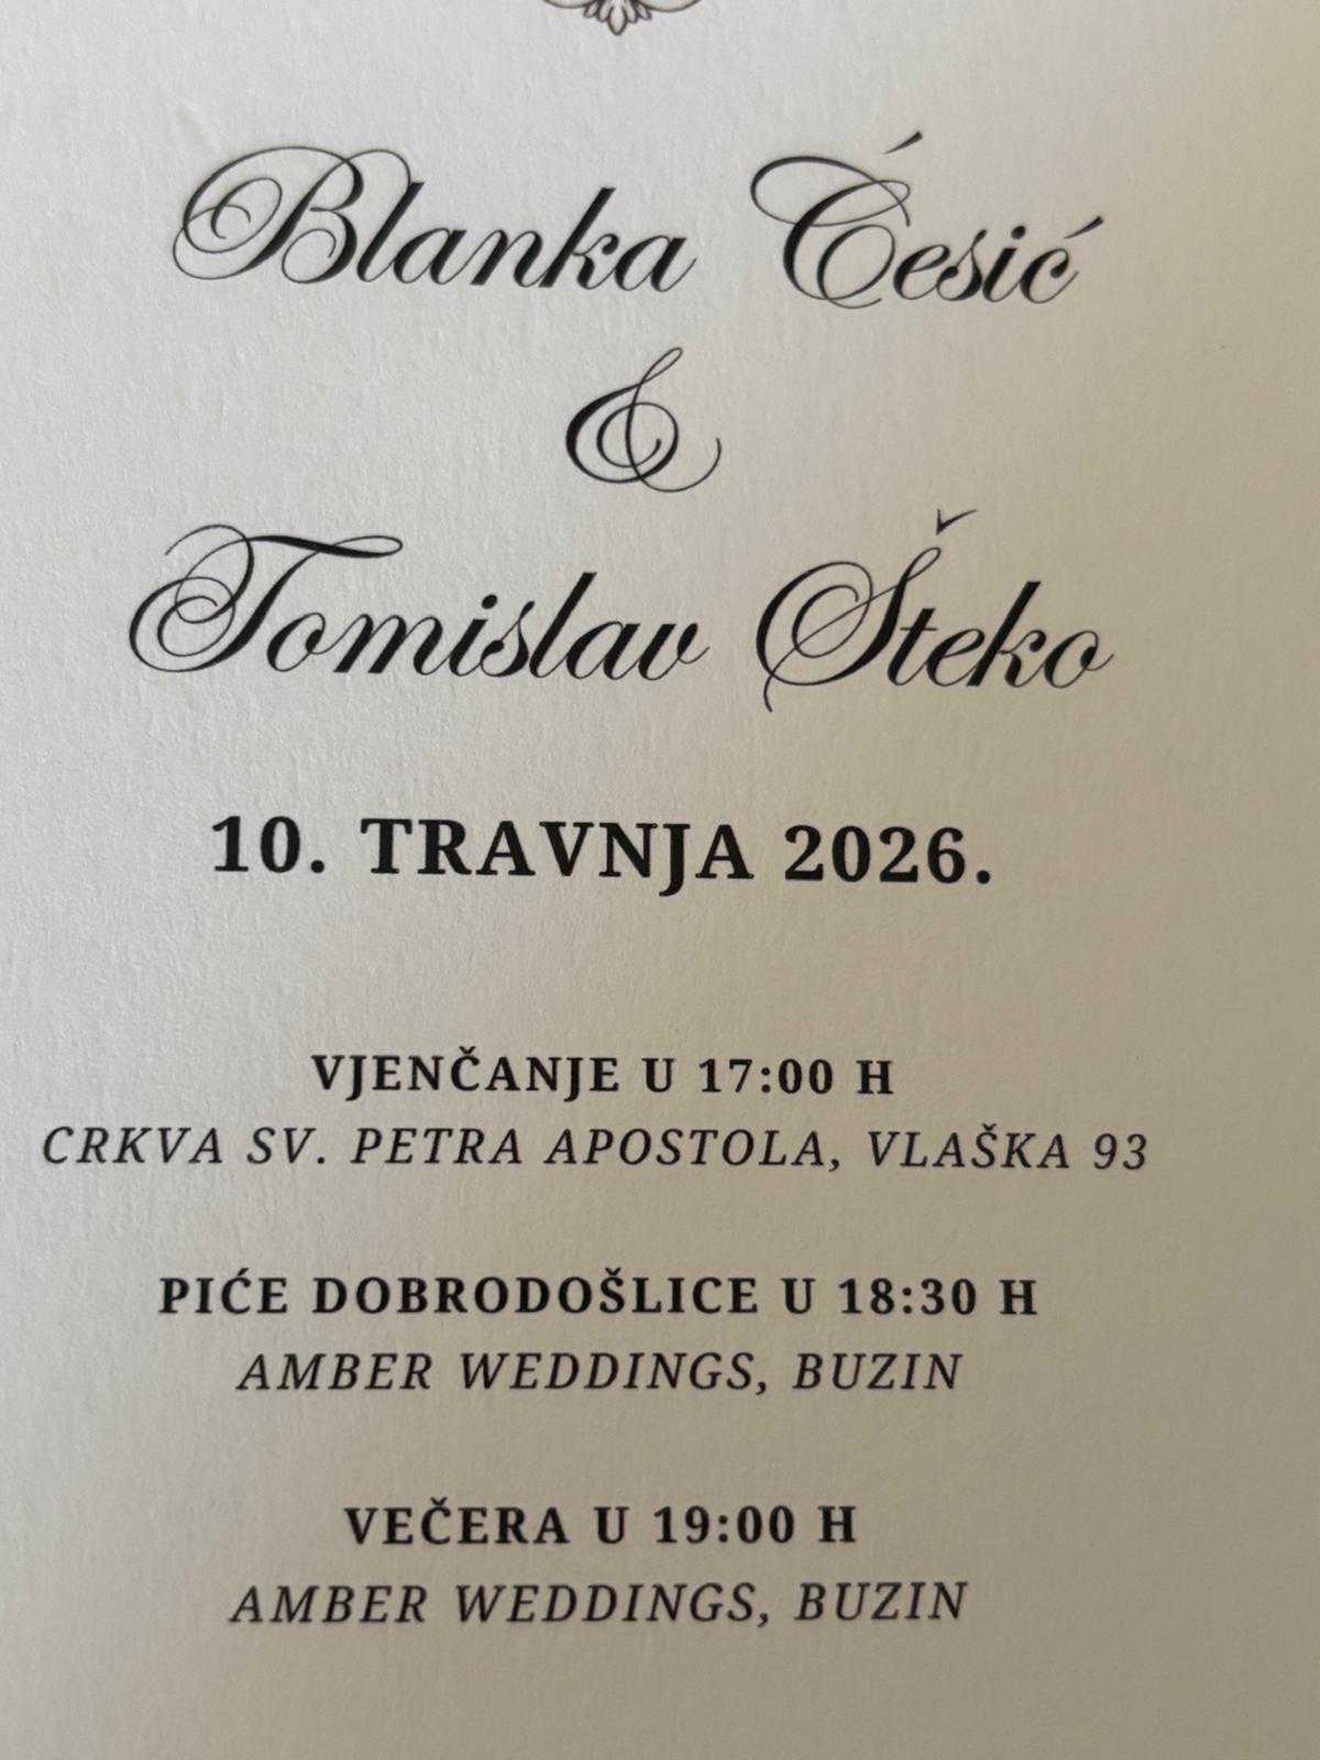 Blanka Ćesić
&
Tomislav Šteko
10. TRAVNJA 2026.
VJENČANJE U 17:00 H
CRKVA SV. PETRA APOSTOLA, VLAŠKA 93
PIĆE DOBRODOŠLICE U 18:30 H
AMBER WEDDINGS, BUZIN
VEČERA U 19:00 H
AMBER WEDDINGS, BUZIN